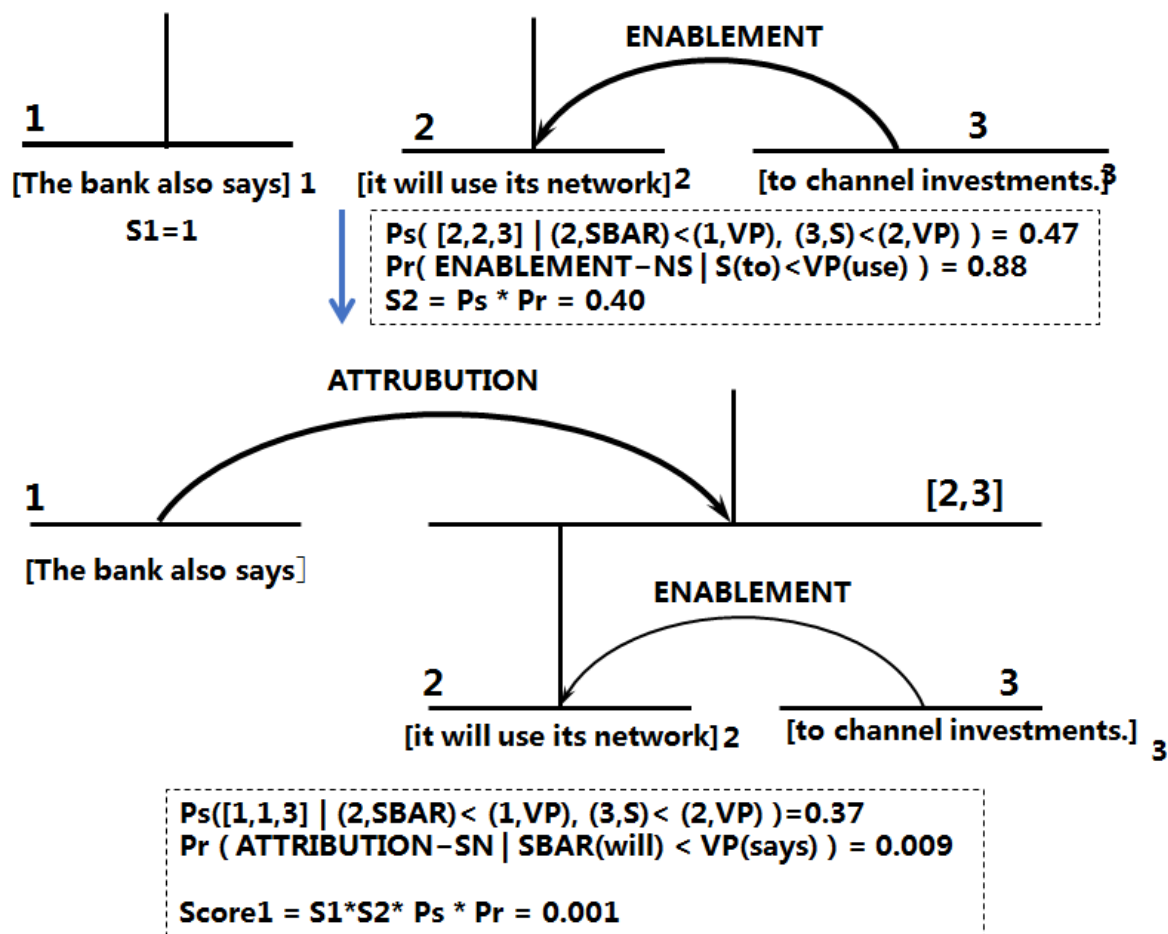 ENABLEMENT
1
2
3
[The bank also says] 1
[it will use its network]2
[to channel investments.]3
S1=1
Ps( [2,2,3] | (2,SBAR)<(1,VP), (3,S)<(2,VP) ) = 0.47
Pr( ENABLEMENT-NS | S(to)<VP(use) ) = 0.88
S2 = Ps * Pr = 0.40
ATTRUBUTION
1
[2,3]
[The bank also says]
ENABLEMENT
2
3
[it will use its network] 2
[to channel investments.] 3
Ps([1,1,3] | (2,SBAR)< (1,VP), (3,S)< (2,VP) )=0.37
Pr ( ATTRIBUTION-SN | SBAR(will) < VP(says) ) = 0.009
Score1 = S1*S2* Ps * Pr = 0.001